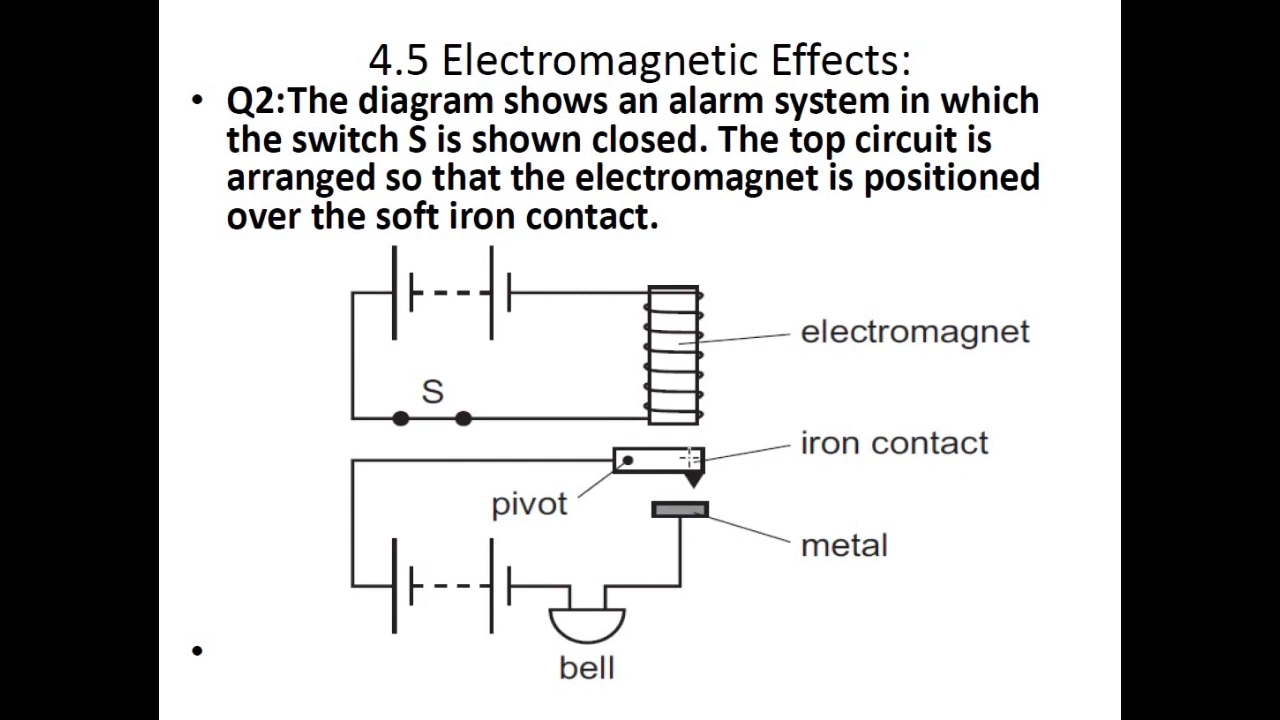 4.5 Electromagnetic Effects:
• Q2:The diagram shows an alarm system in which
the switch S is shown closed. The top circuit is
arranged so that the electromagnet is positioned
over the soft iron contact.
electromagnet
S
iron contact
pivot
metal
bell
•